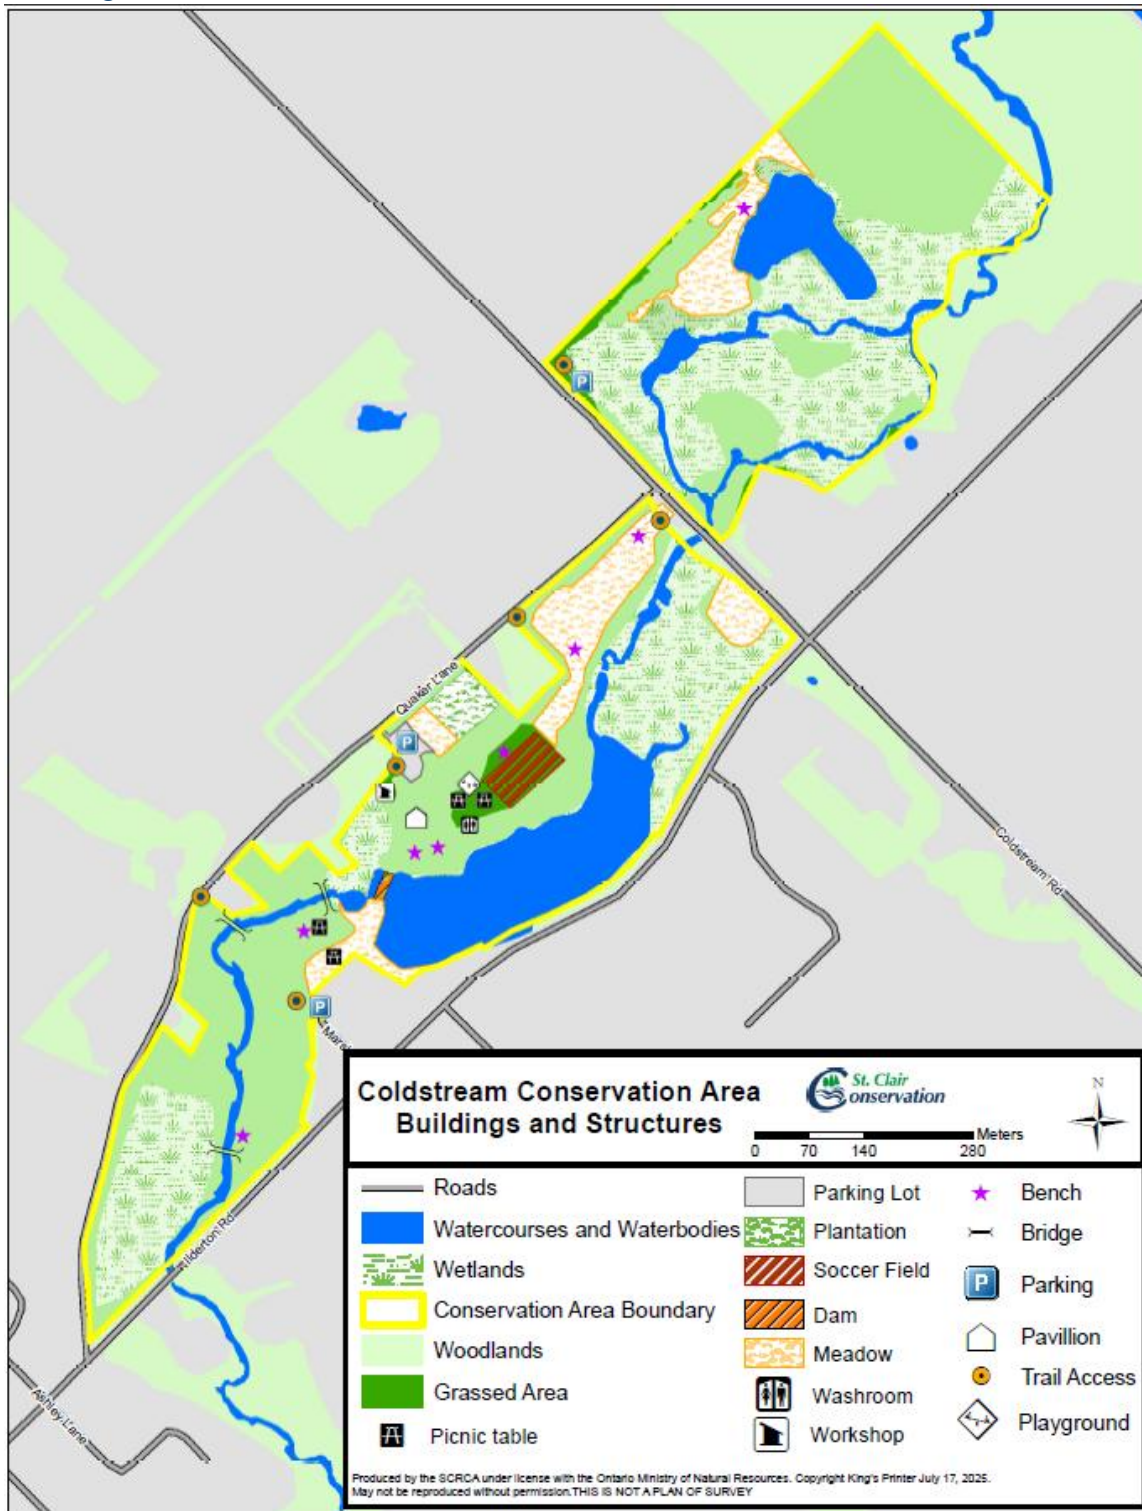 P
Quaker Lane
P
Coldstream Rd
P
Ilderton Rd
Ashley Lane
Coldstream Conservation Area
Buildings and Structures
St. Clair
Conservation
N
Meters
0 70 140 280
Roads
Watercourses and Waterbodies
Wetlands
Conservation Area Boundary
Woodlands
Grassed Area
Picnic table
Parking Lot
Plantation
Soccer Field
Dam
Meadow
Washroom
Workshop
Bench
Bridge
P Parking
Pavillion
Trail Access
Playground
Produced by the SCRCA under license with the Ontario Ministry of Natural Resources. Copyright King's Printer July 17, 2025.
May not be reproduced without permission.THIS IS NOT A PLAN OF SURVEY